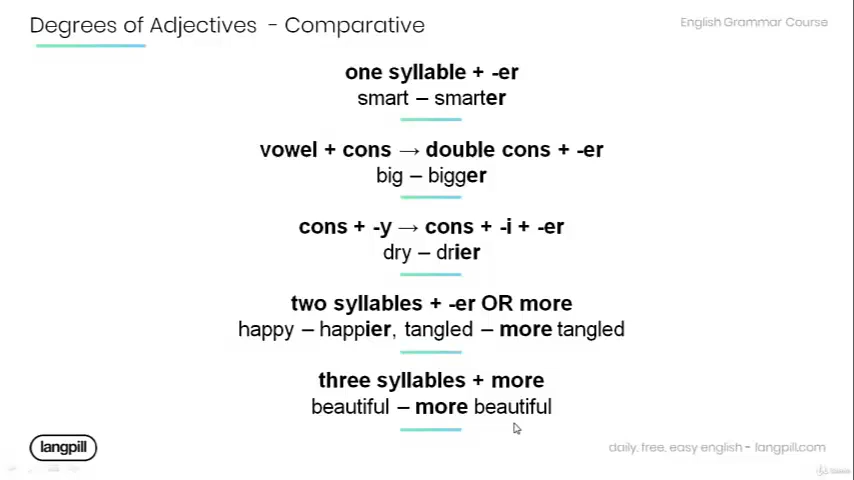 Degrees of Adjectives - Comparative
English Grammar Course
one syllable + -er
smart – smarter
vowel + cons → double cons + -er
big – bigger
cons + -y → cons + -i + -er
dry – drier
two syllables + -er OR more
happy – happier, tangled – more tangled
three syllables + more
beautiful – more beautiful
langpill
daily, free, easy english - langpill.com